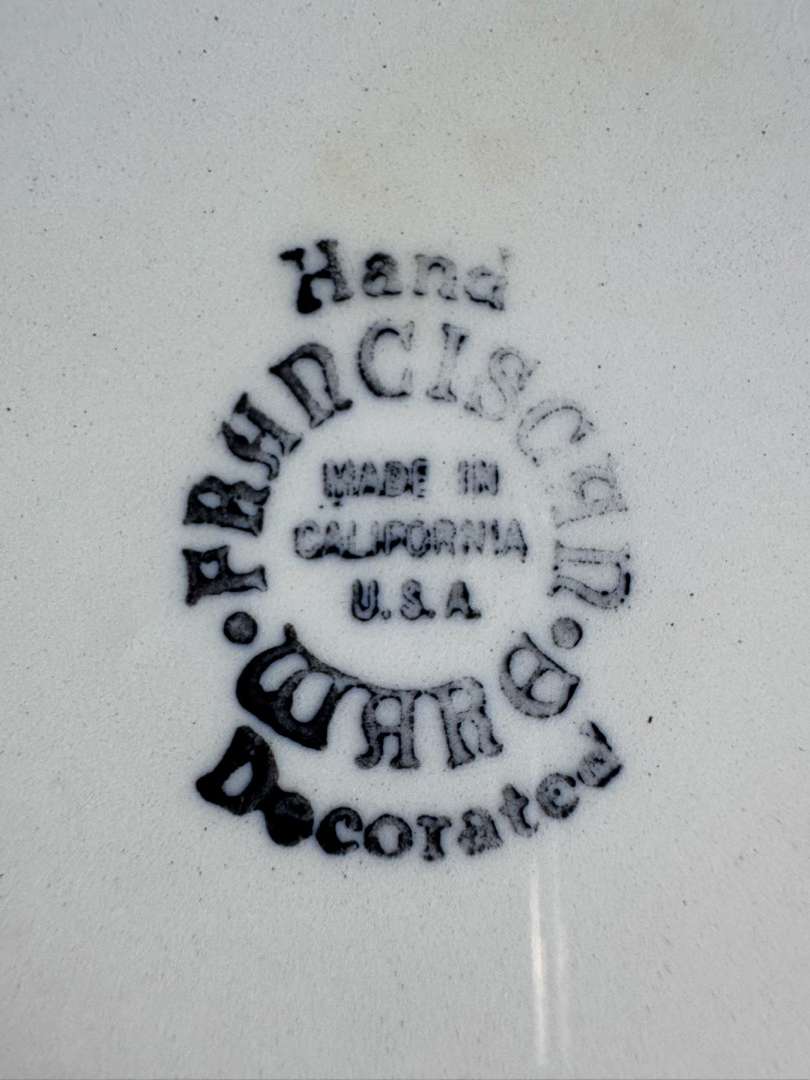 Hand
FRANCISCAN
MADE IN
CALIFORNIA
U.S.A.
• WARE •
Decorated